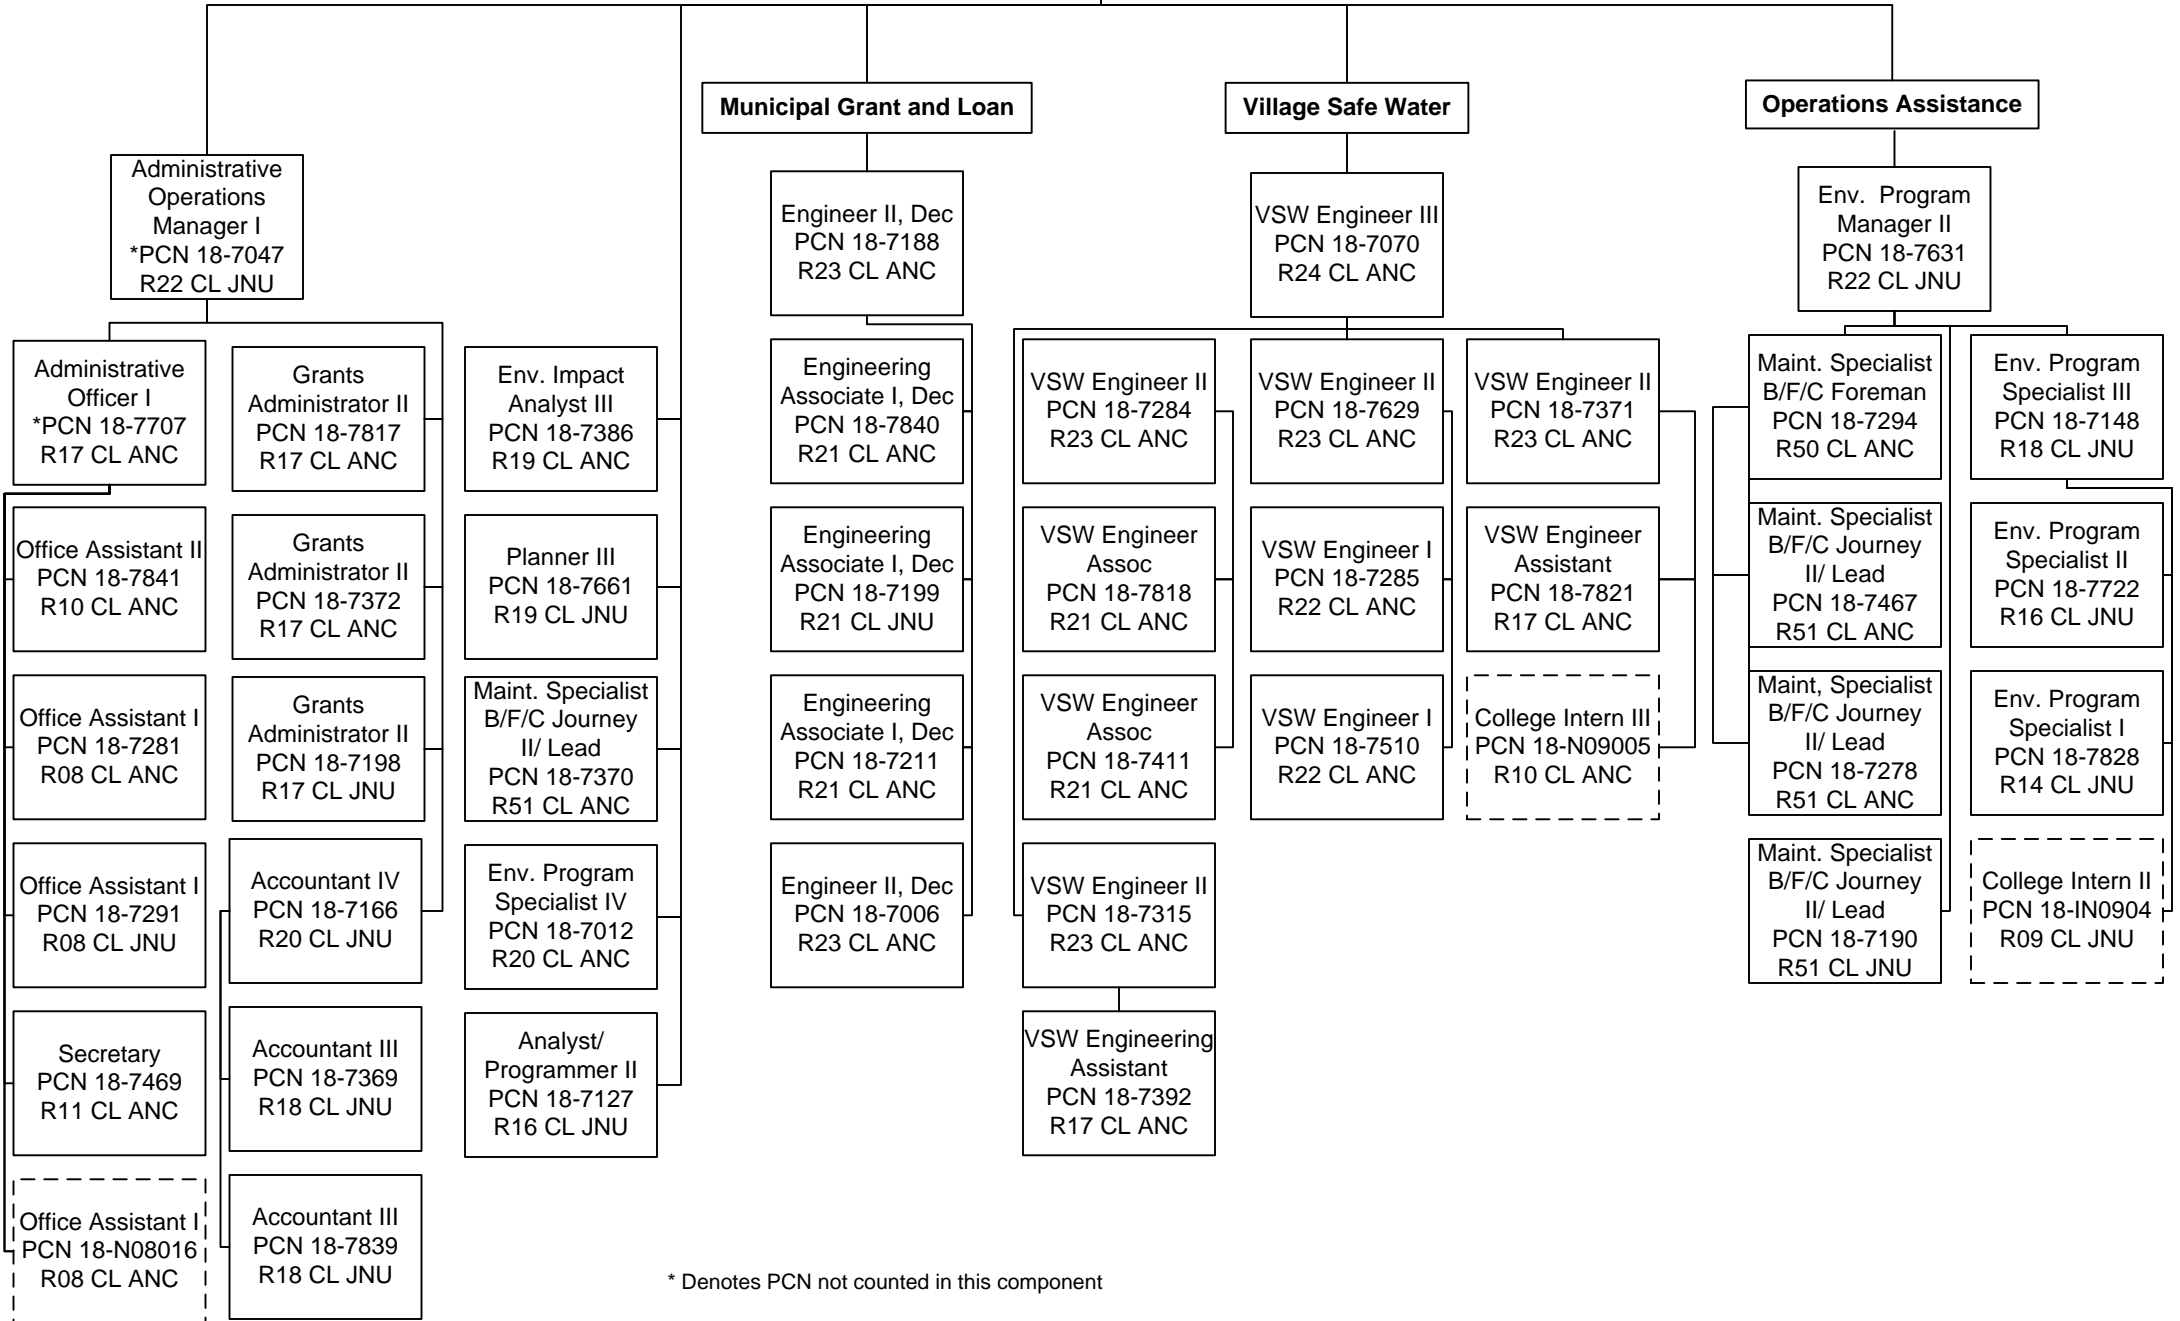 Municipal Grant and Loan
Village Safe Water
Operations Assistance
Administrative
Operations
Manager I
*PCN 18-7047
R22 CL JNU
Administrative
Officer I
*PCN 18-7707
R17 CL ANC
Office Assistant II
PCN 18-7841
R10 CL ANC
Office Assistant I
PCN 18-7281
R08 CL ANC
Office Assistant I
PCN 18-7291
R08 CL JNU
Secretary
PCN 18-7469
R11 CL ANC
Office Assistant I
PCN 18-N08016
R08 CL ANC
Grants
Administrator II
PCN 18-7817
R17 CL ANC
Grants
Administrator II
PCN 18-7372
R17 CL ANC
Grants
Administrator II
PCN 18-7198
R17 CL JNU
Accountant IV
PCN 18-7166
R20 CL JNU
Accountant III
PCN 18-7369
R18 CL JNU
Accountant III
PCN 18-7839
R18 CL JNU
Env. Impact
Analyst III
PCN 18-7386
R19 CL ANC
Planner III
PCN 18-7661
R19 CL JNU
Maint. Specialist
B/F/C Journey
II/ Lead
PCN 18-7370
R51 CL ANC
Env. Program
Specialist IV
PCN 18-7012
R20 CL ANC
Analyst/
Programmer II
PCN 18-7127
R16 CL JNU
Engineer II, Dec
PCN 18-7188
R23 CL ANC
Engineering
Associate I, Dec
PCN 18-7840
R21 CL ANC
Engineering
Associate I, Dec
PCN 18-7199
R21 CL JNU
Engineering
Associate I, Dec
PCN 18-7211
R21 CL ANC
Engineer II, Dec
PCN 18-7006
R23 CL ANC
VSW Engineer III
PCN 18-7070
R24 CL ANC
VSW Engineer II
PCN 18-7284
R23 CL ANC
VSW Engineer
Assoc
PCN 18-7818
R21 CL ANC
VSW Engineer
Assoc
PCN 18-7411
R21 CL ANC
VSW Engineer II
PCN 18-7315
R23 CL ANC
VSW Engineering
Assistant
PCN 18-7392
R17 CL ANC
VSW Engineer II
PCN 18-7629
R23 CL ANC
VSW Engineer I
PCN 18-7285
R22 CL ANC
VSW Engineer I
PCN 18-7510
R22 CL ANC
VSW Engineer II
PCN 18-7371
R23 CL ANC
VSW Engineer
Assistant
PCN 18-7821
R17 CL ANC
College Intern III
PCN 18-N09005
R10 CL ANC
Env.  Program
Manager II
PCN 18-7631
R22 CL JNU
Maint. Specialist
B/F/C Foreman
PCN 18-7294
R50 CL ANC
Maint. Specialist
B/F/C Journey
II/ Lead
PCN 18-7467
R51 CL ANC
Maint, Specialist
B/F/C Journey
II/ Lead
PCN 18-7278
R51 CL ANC
Maint. Specialist
B/F/C Journey
II/ Lead
PCN 18-7190
R51 CL JNU
Env. Program
Specialist III
PCN 18-7148
R18 CL JNU
Env. Program
Specialist II
PCN 18-7722
R16 CL JNU
Env. Program
Specialist I
PCN 18-7828
R14 CL JNU
College Intern II
PCN 18-IN0904
R09 CL JNU
* Denotes PCN not counted in this component